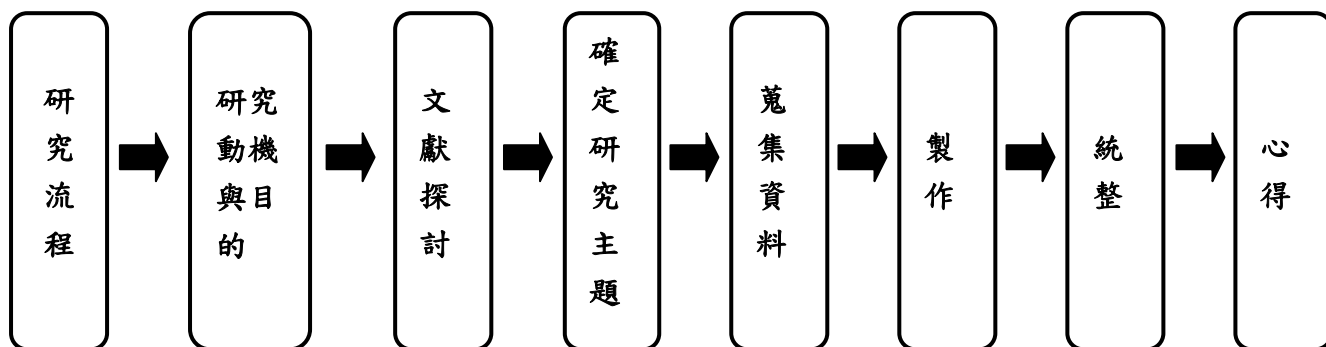 研究流程
研究
動機
與目
的
文獻探討
確定研究主題
蒐集資料
製作
統整
心得